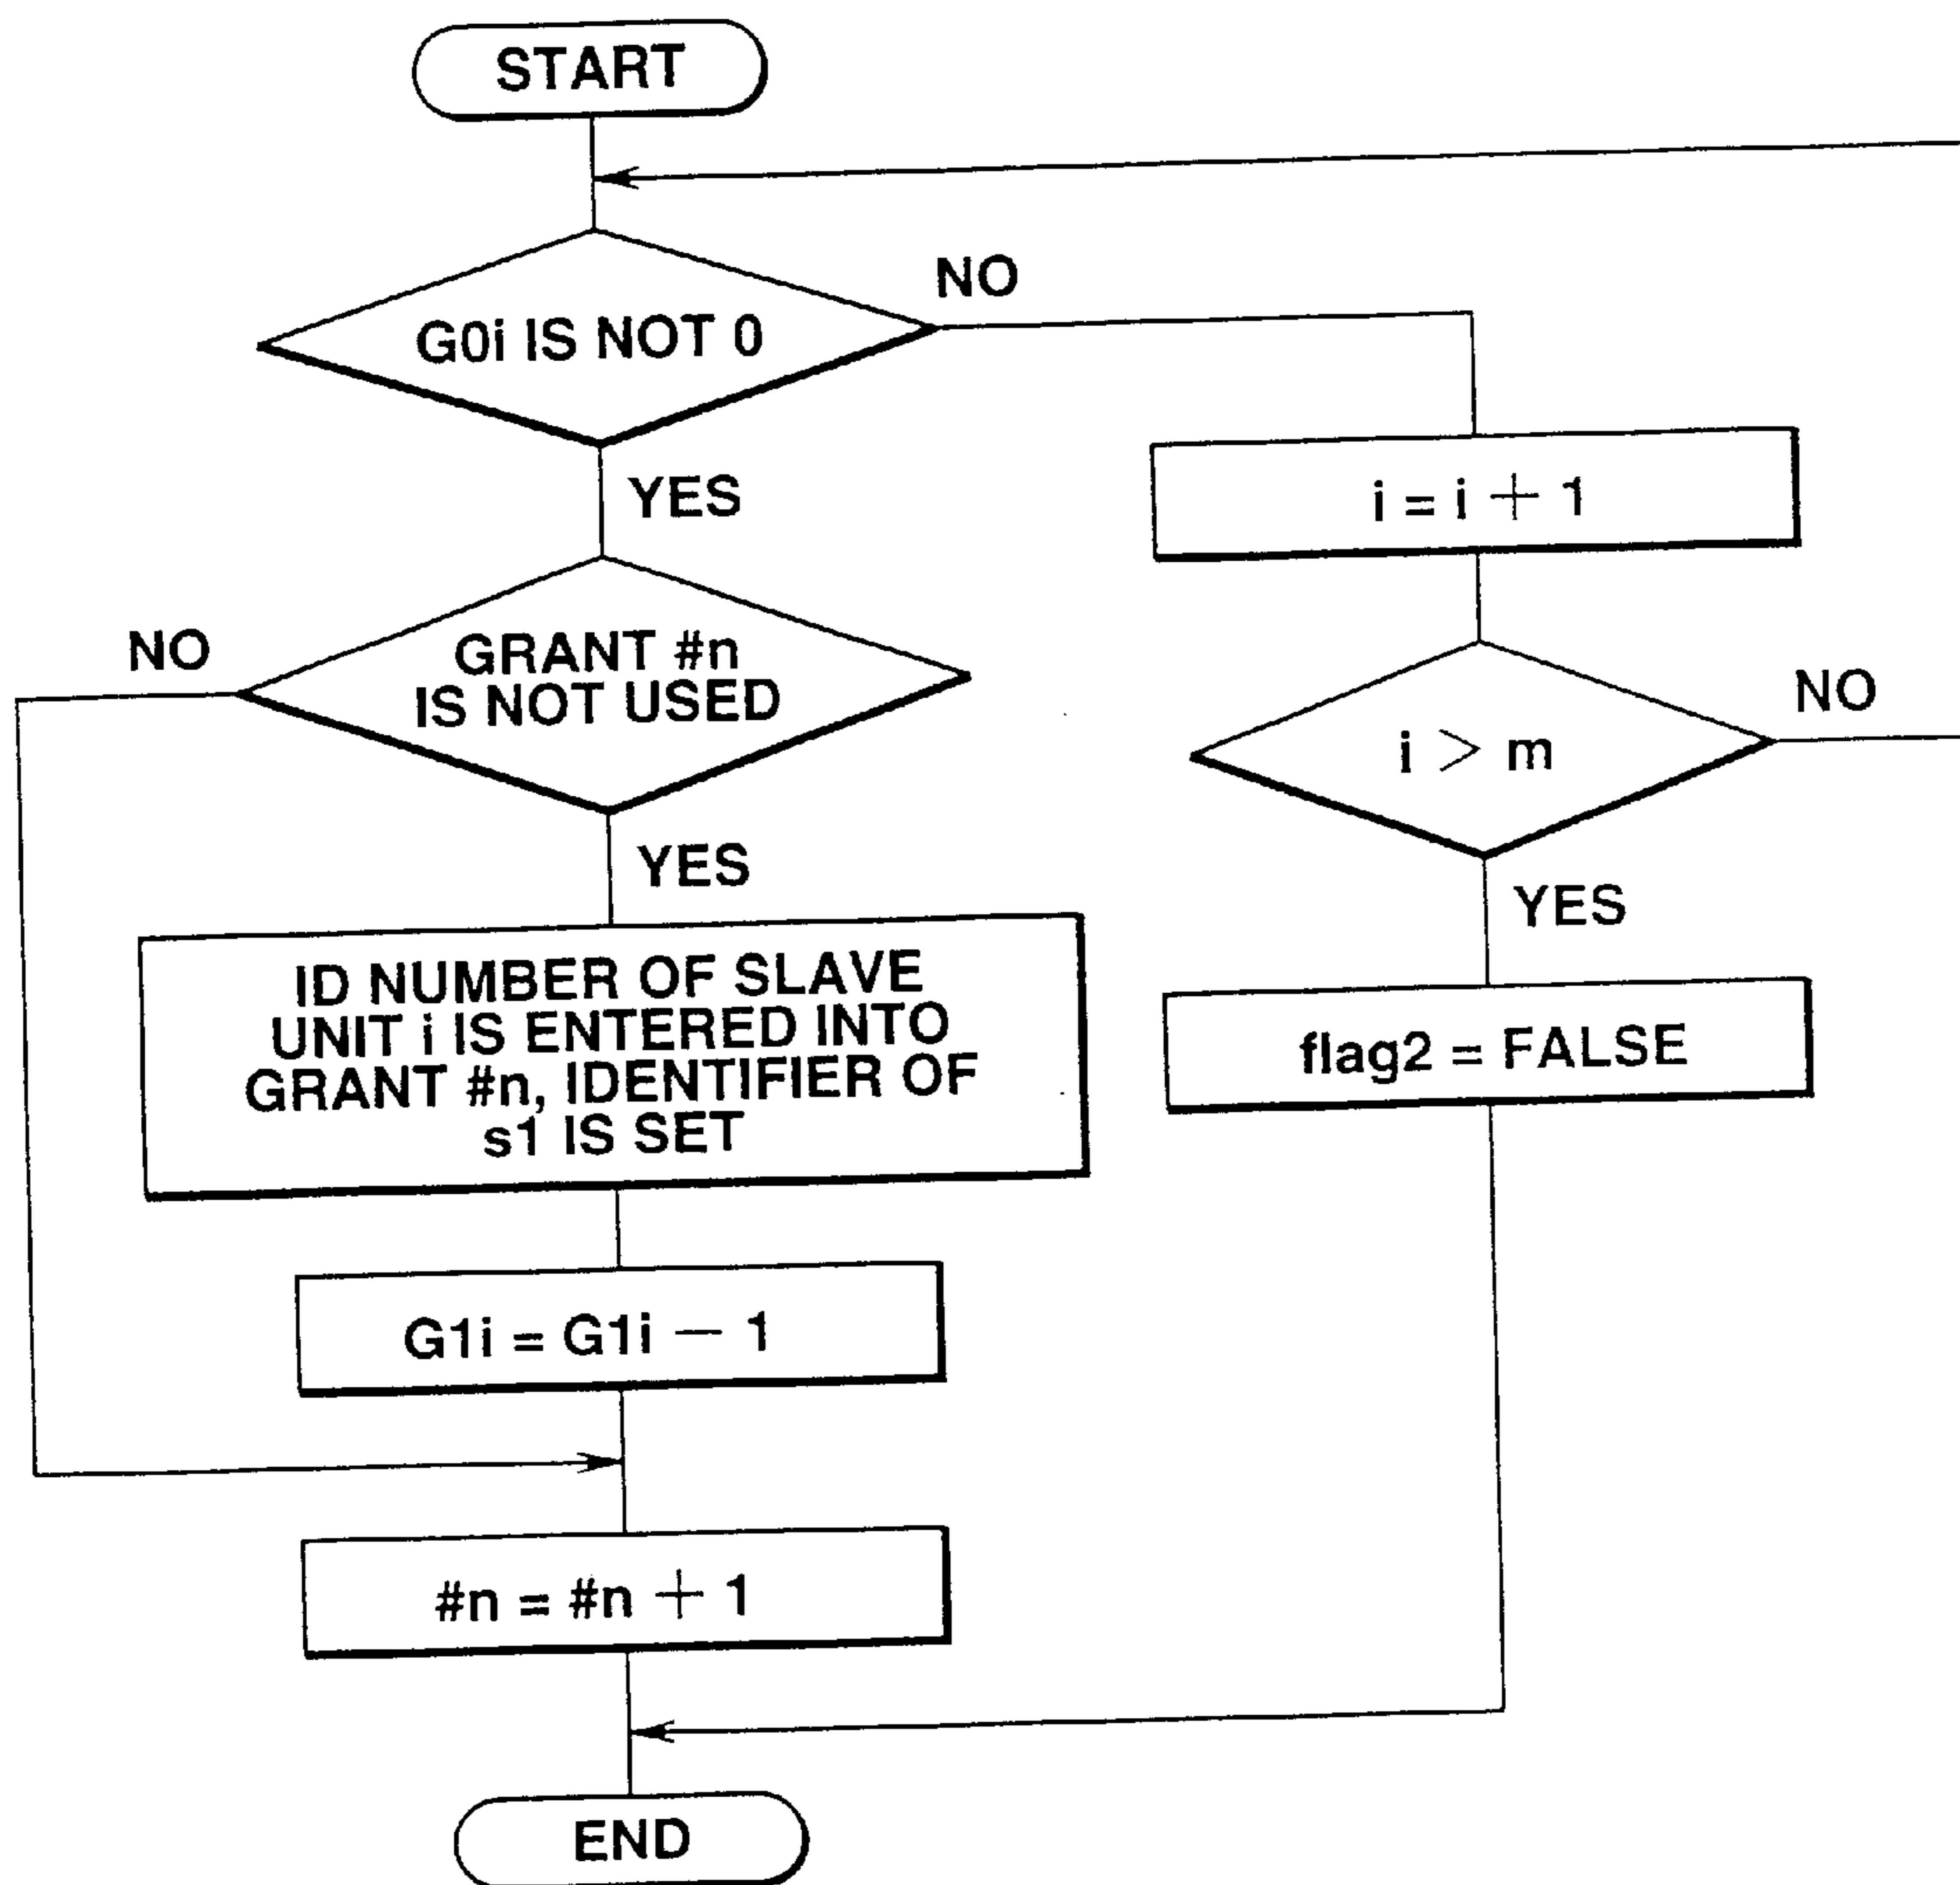 START
G0i IS NOT 0
NO
YES
GRANT #n
IS NOT USED
NO
YES
ID NUMBER OF SLAVE
UNIT i IS ENTERED INTO
GRANT #n, IDENTIFIER OF
s1 IS SET
G1i = G1i − 1
#n = #n + 1
END
i = i + 1
i > m
NO
YES
flag2 = FALSE